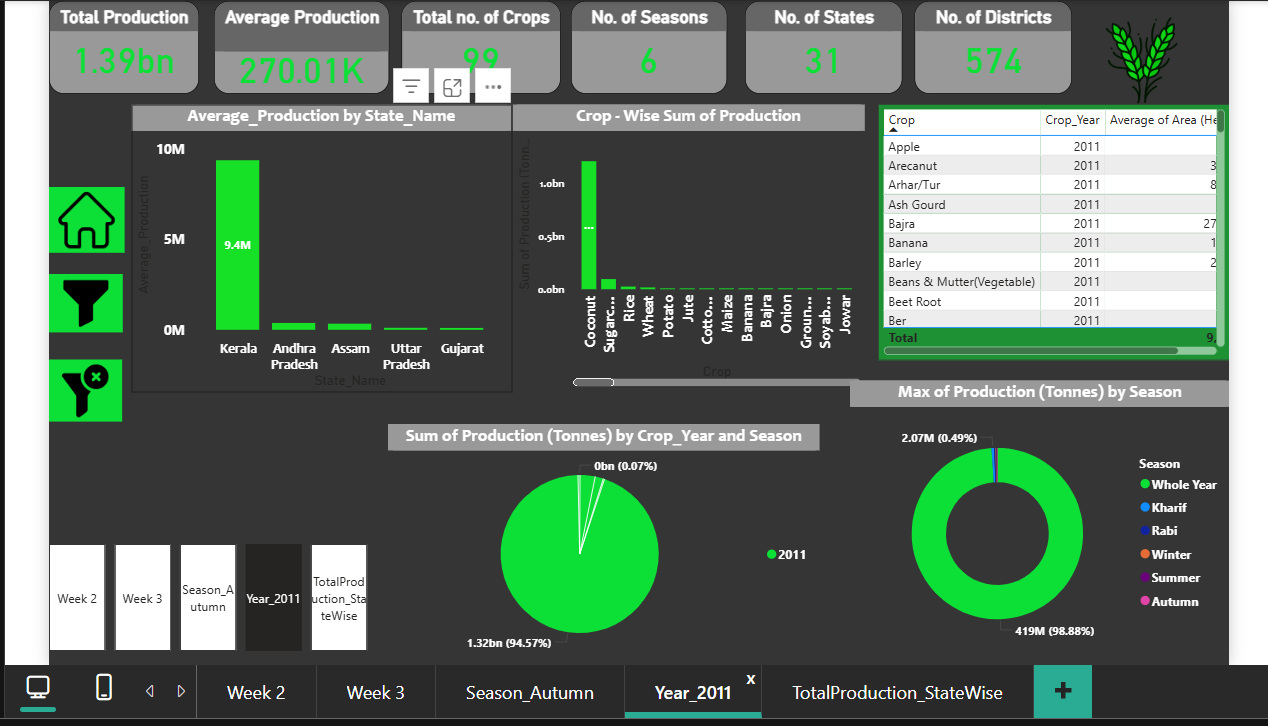 Total Production
1.39bn
Average Production
270.01K
Total no. of Crops
99
No. of Seasons
6
No. of States
31
No. of Districts
574
Average_Production by State_Name
Average_Production
10M
5M
0M
9.4M
Kerala
Andhra
Pradesh
Assam
Uttar
Pradesh
Gujarat
State_Name
Crop - Wise Sum of Production
Sum of Production (Tonn...
1.0bn
0.5bn
0.0bn
...
Coconut
Sugarc...
Rice
Wheat
Potato
Jute
Cotto...
Maize
Banana
Bajra
Onion
Groun...
Soyab...
Jowar
Crop
Crop Crop_Year Average of Area (He
Apple 2011
Arecanut 2011 3
Arhar/Tur 2011 8
Ash Gourd 2011
Bajra 2011 27
Banana 2011 1
Barley 2011 2
Beans & Mutter(Vegetable) 2011
Beet Root 2011
Ber 2011
Total 9,
Sum of Production (Tonnes) by Crop_Year and Season
0bn (0.07%)
1.32bn (94.57%)
2011
Max of Production (Tonnes) by Season
2.07M (0.49%)
419M (98.88%)
Season
Whole Year
Kharif
Rabi
Winter
Summer
Autumn
Week 2
Week 3
Season_A
utumn
Year_2011
TotalProd
uction_Sta
teWise
Week 2
Week 3
Season_Autumn
Year_2011
x
TotalProduction_StateWise
+